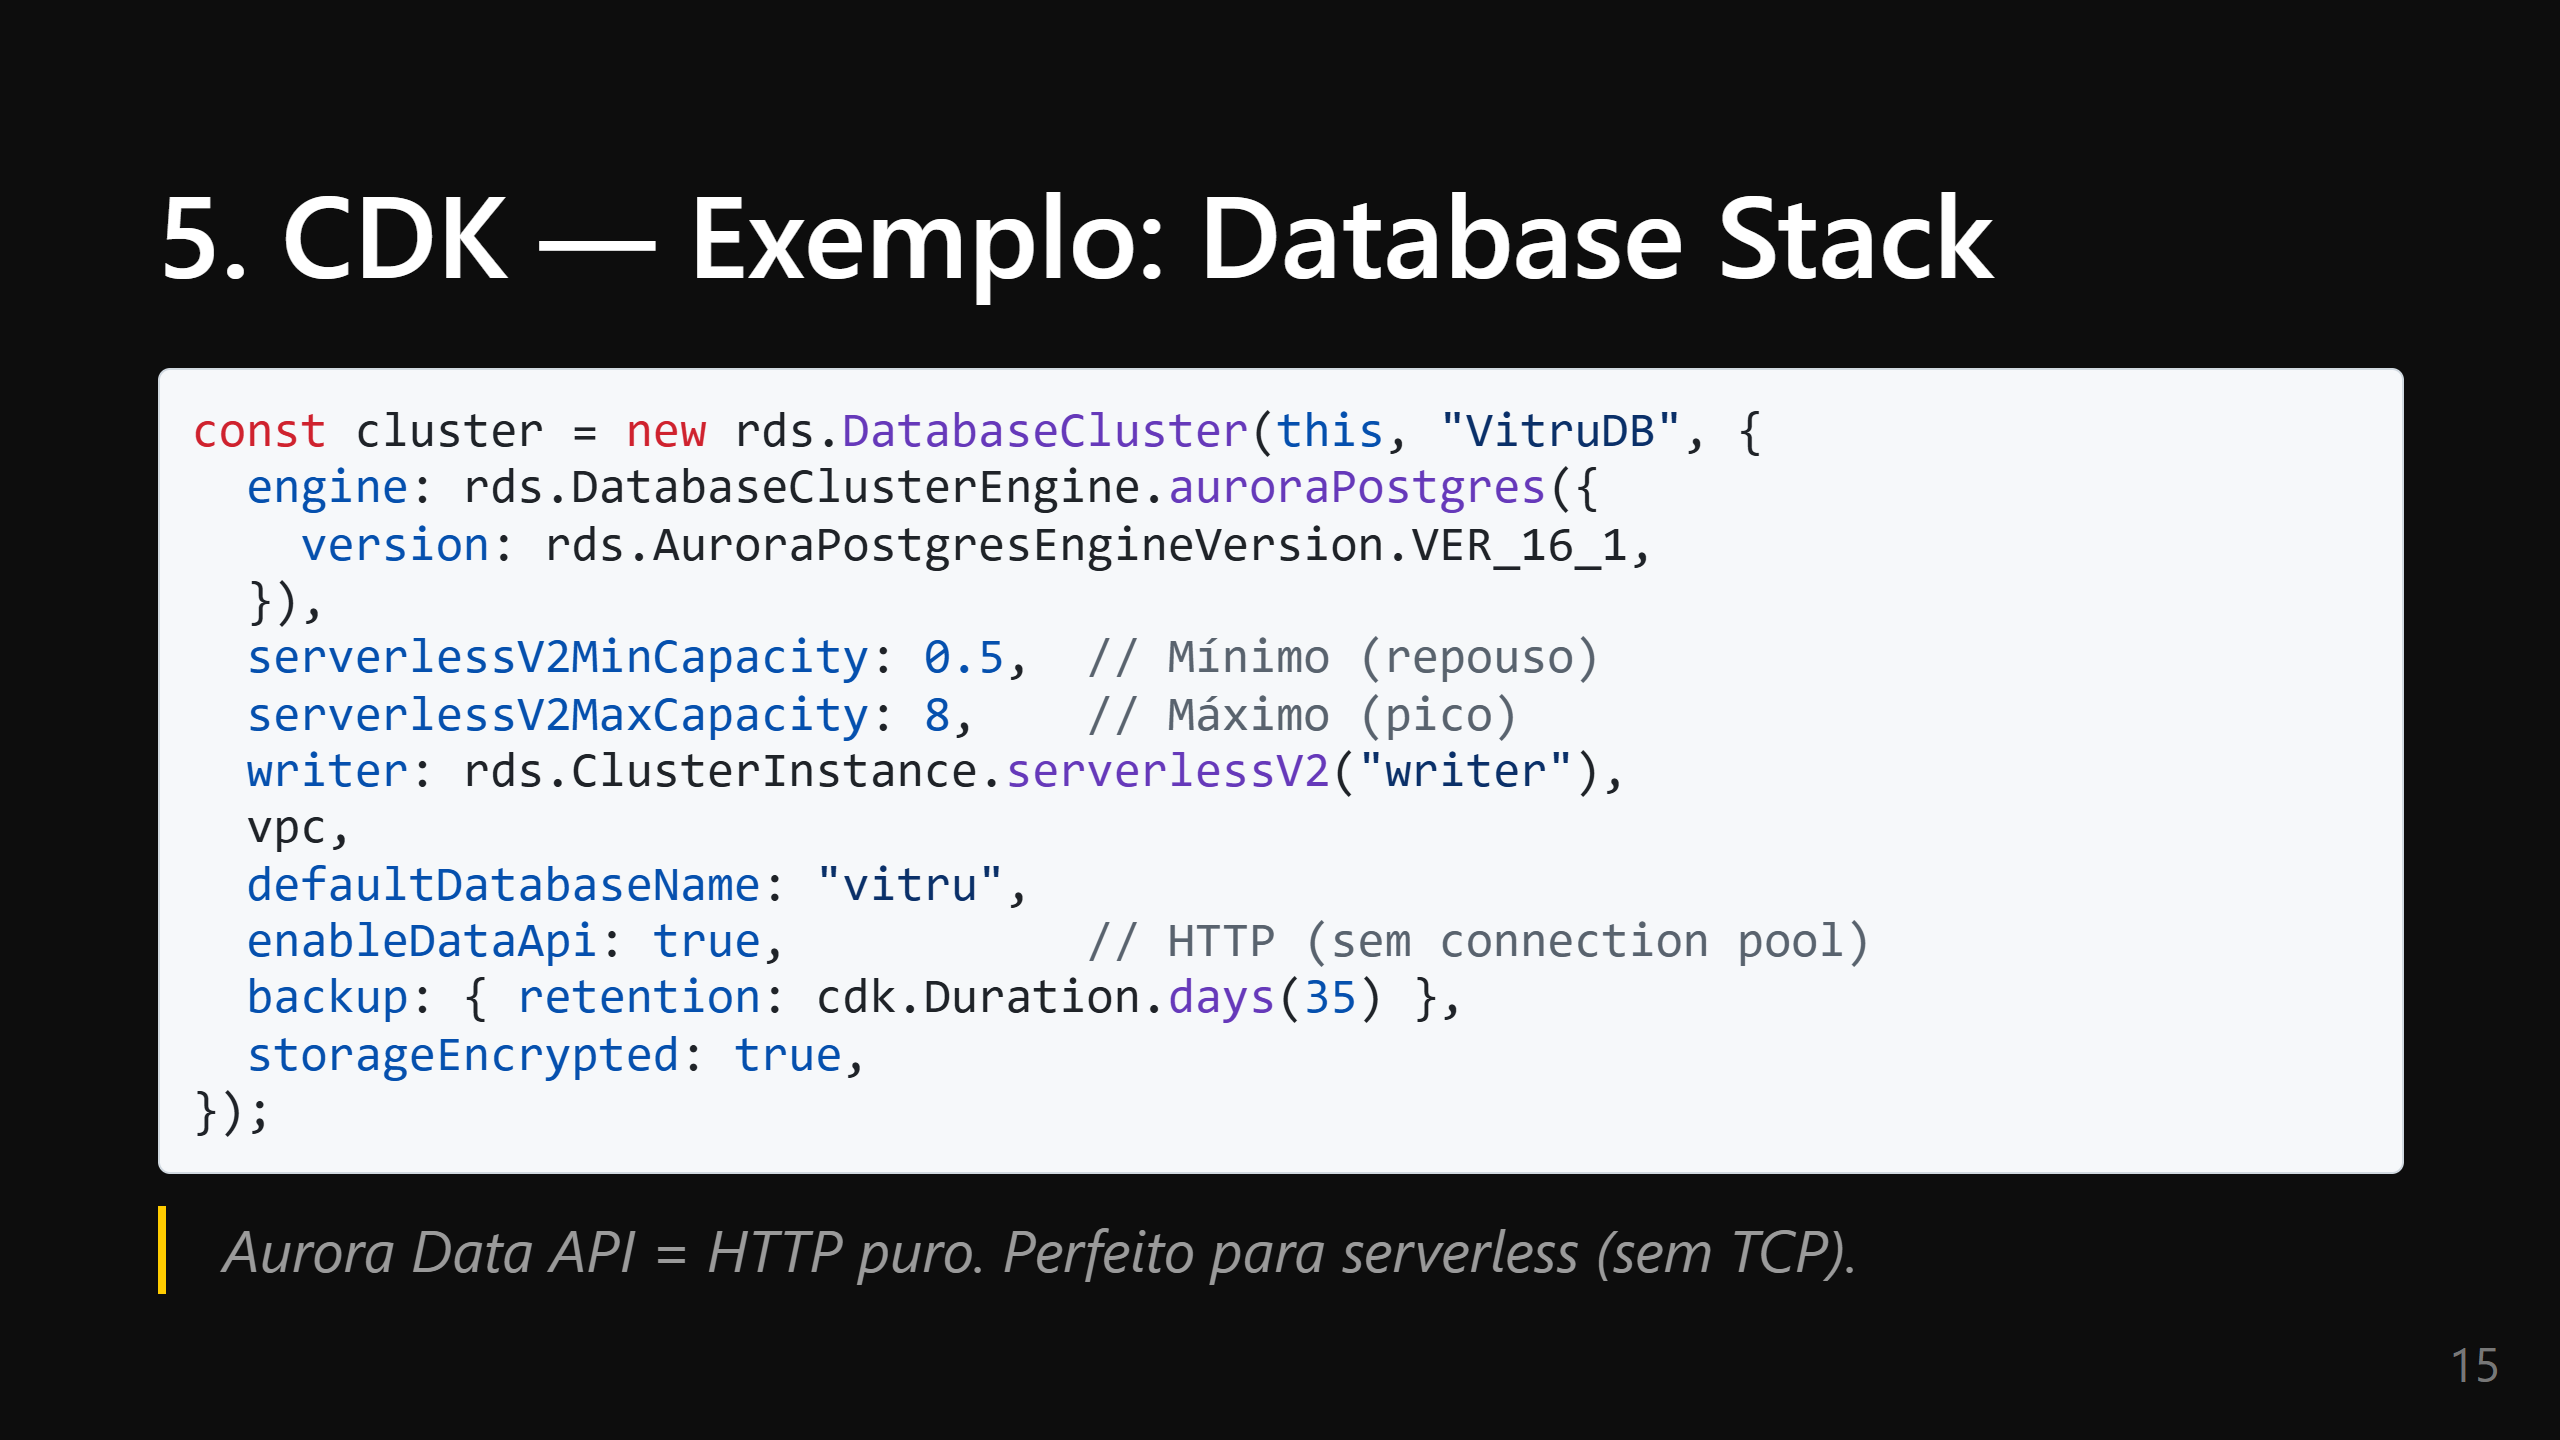 5. CDK — Exemplo: Database Stack
const cluster = new rds.DatabaseCluster(this, "VitruDB", {
  engine: rds.DatabaseClusterEngine.auroraPostgres({
    version: rds.AuroraPostgresEngineVersion.VER_16_1,
  }),
  serverlessV2MinCapacity: 0.5,  // Mínimo (repouso)
  serverlessV2MaxCapacity: 8,    // Máximo (pico)
  writer: rds.ClusterInstance.serverlessV2("writer"),
  vpc,
  defaultDatabaseName: "vitru",
  enableDataApi: true,           // HTTP (sem connection pool)
  backup: { retention: cdk.Duration.days(35) },
  storageEncrypted: true,
});
Aurora Data API = HTTP puro. Perfeito para serverless (sem TCP).
15